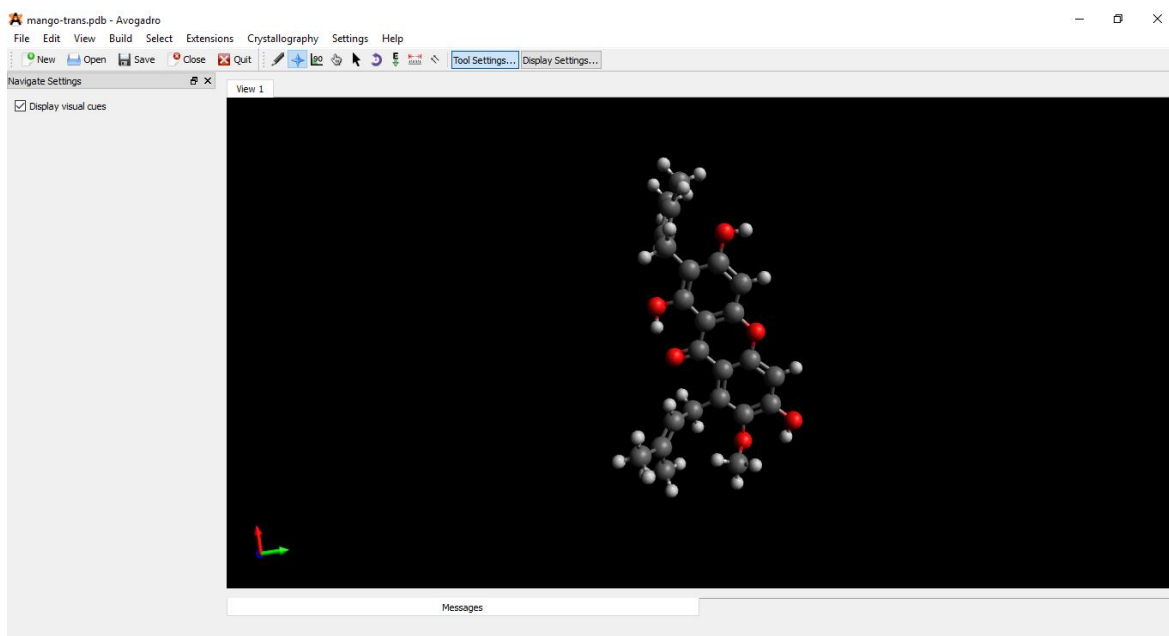 mango-trans.pdb - Avogadro
File Edit View Build Select Extensions Crystallography Settings Help
New Open Save Close Quit Tool Settings... Display Settings...
Navigate Settings
View 1
Display visual cues
Messages